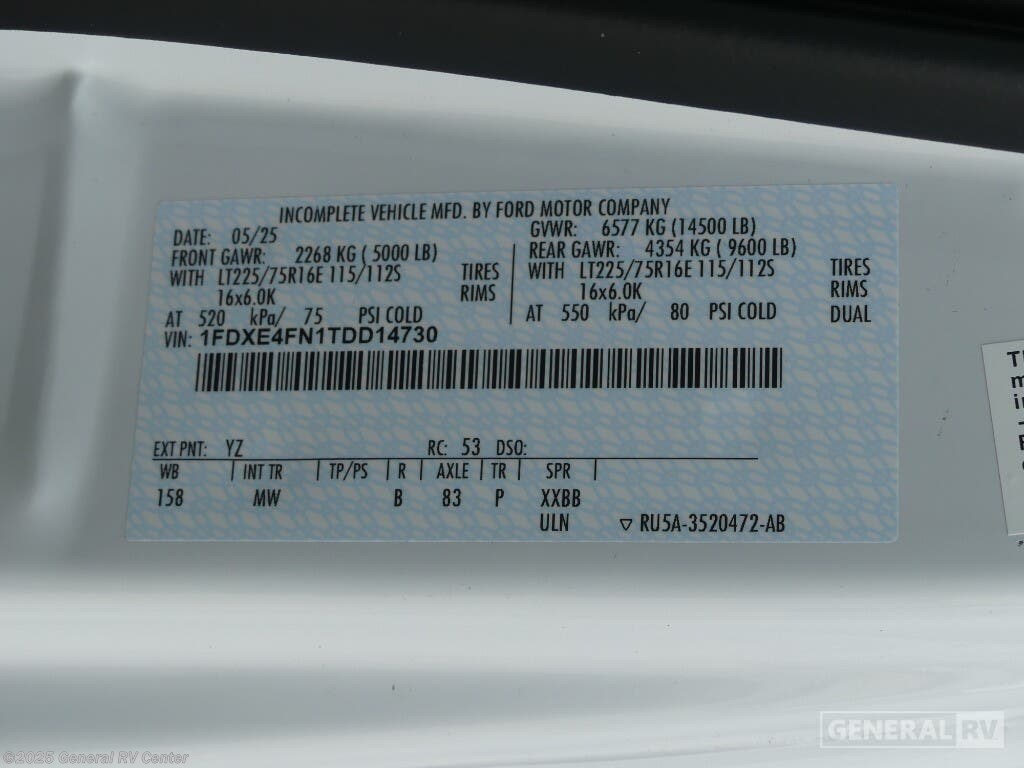 INCOMPLETE VEHICLE MFD. BY FORD MOTOR COMPANY
DATE: 05/25
GVWR: 6577 KG (14500 LB)
FRONT GAWR: 2268 KG ( 5000 LB)
REAR GAWR: 4354 KG ( 9600 LB)
WITH LT225/75R16E 115/112S TIRES
WITH LT225/75R16E 115/112S TIRES
16x6.0K RIMS
16x6.0K RIMS
AT 520 kPa/ 75 PSI COLD
AT 550 kPa/ 80 PSI COLD DUAL
VIN: 1FDXE4FN1TDD14730
EXT PNT: YZ RC: 53 DSO:
WB INT TR TP/PS R AXLE TR SPR
158 MW B 83 P XXBB
ULN ▽ RU5A-3520472-AB
GENERAL RV
©2025 General RV Center